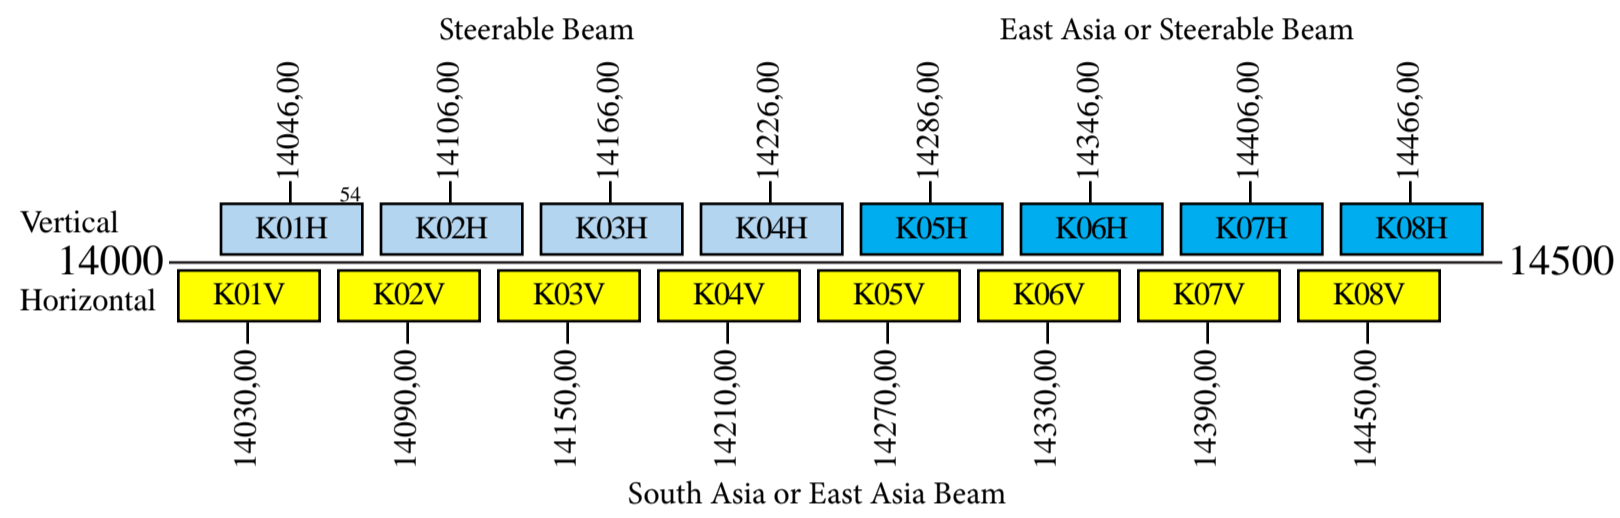 Steerable Beam
East Asia or Steerable Beam
14046,00
14106,00
14166,00
14226,00
14286,00
14346,00
14406,00
14466,00
54
Vertical
K01H
K02H
K03H
K04H
K05H
K06H
K07H
K08H
14000
14500
Horizontal
K01V
K02V
K03V
K04V
K05V
K06V
K07V
K08V
14030,00
14090,00
14150,00
14210,00
14270,00
14330,00
14390,00
14450,00
South Asia or East Asia Beam